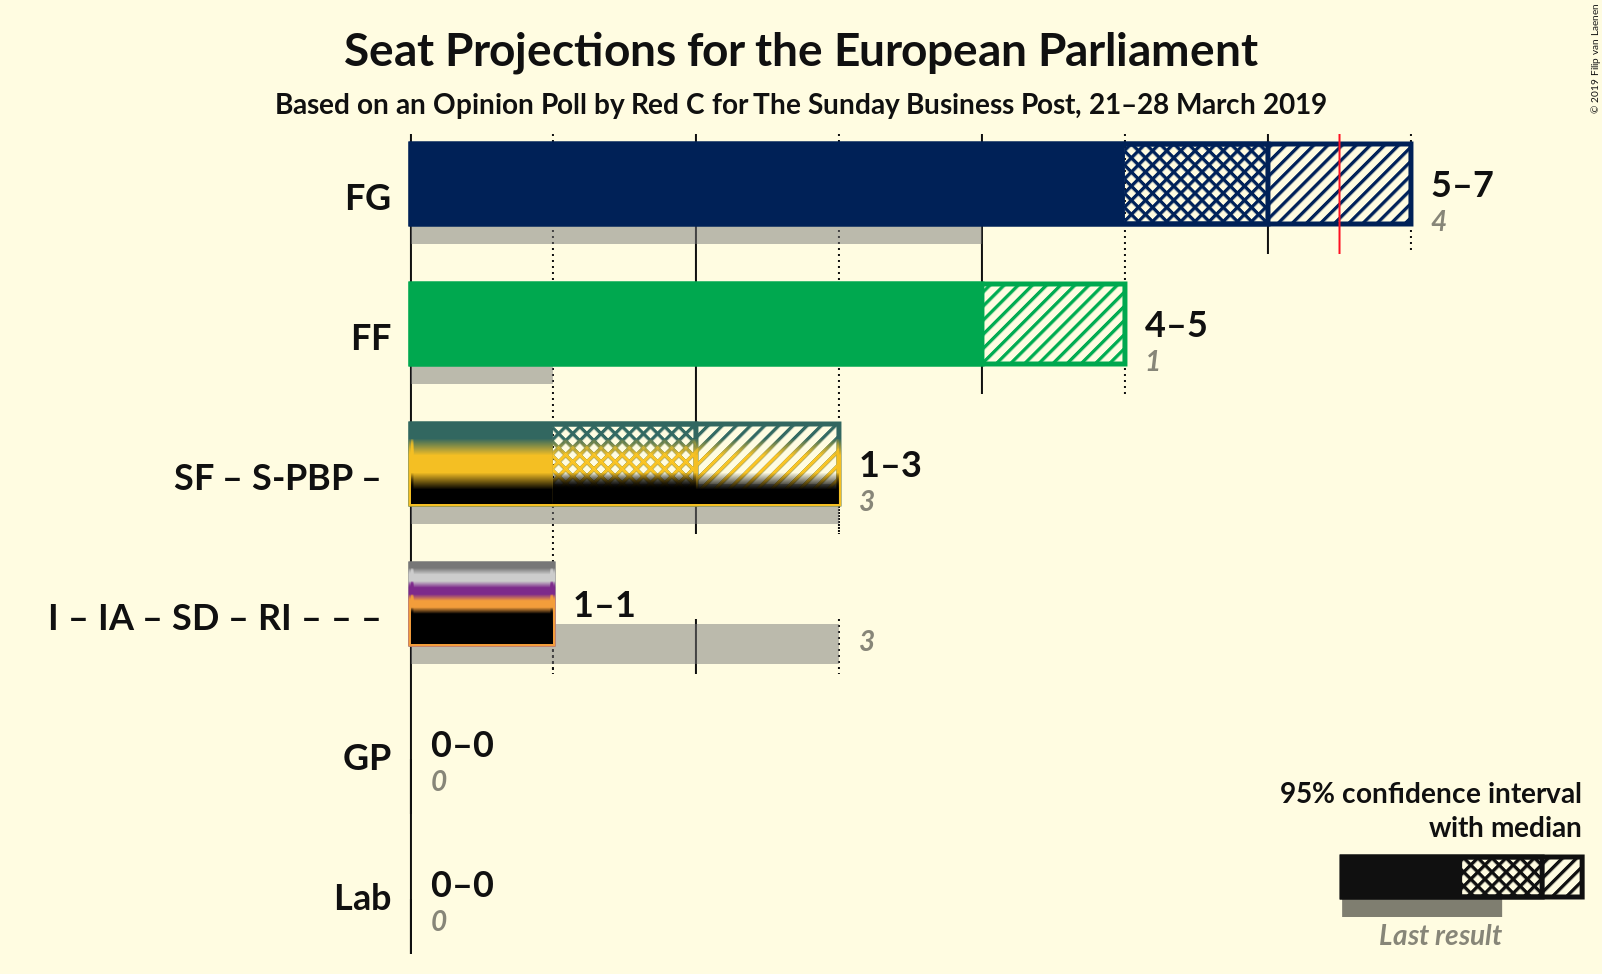 Seat Projections for the European Parliament
Based on an Opinion Poll by Red C for The Sunday Business Post, 21–28 March 2019
© 2019 Filip van Laenen
FG
5–7
4
FF
4–5
1
SF – S-PBP –
1–3
3
I – IA – SD – RI – – –
1–1
3
GP
0–0
0
Lab
0–0
0
95% confidence interval
with median
Last result